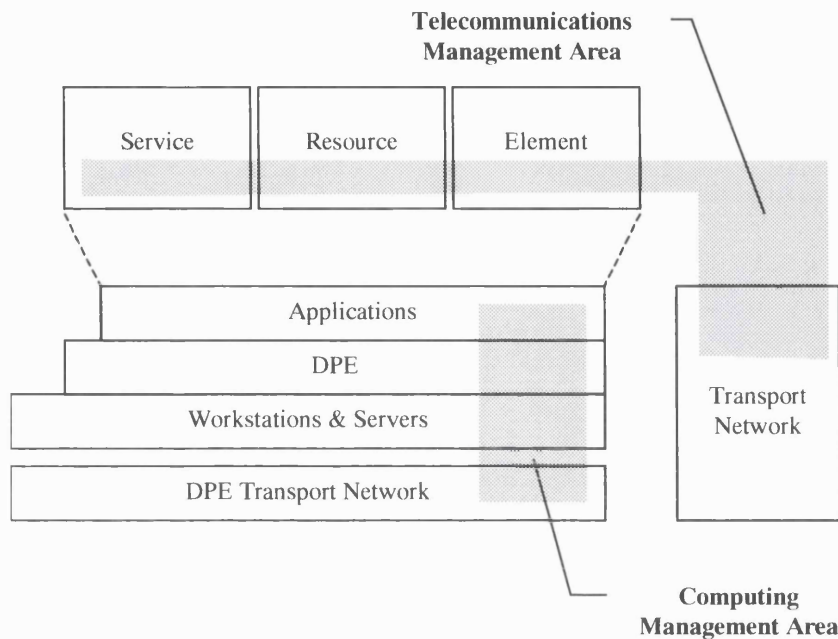 Telecommunications
Management Area
Service
Resource
Element
Applications
DPE
Workstations & Servers
DPE Transport Network
Transport
Network
Computing
Management Area